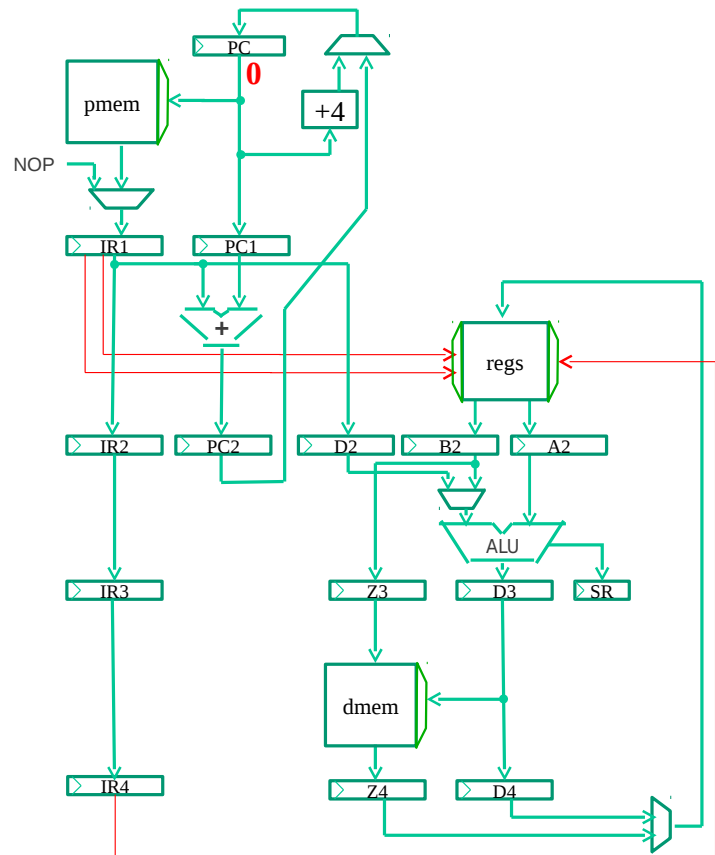 PC
0
pmem
+4
NOP
IR1
PC1
+
regs
IR2
PC2
D2
B2
A2
ALU
IR3
Z3
D3
SR
dmem
IR4
Z4
D4